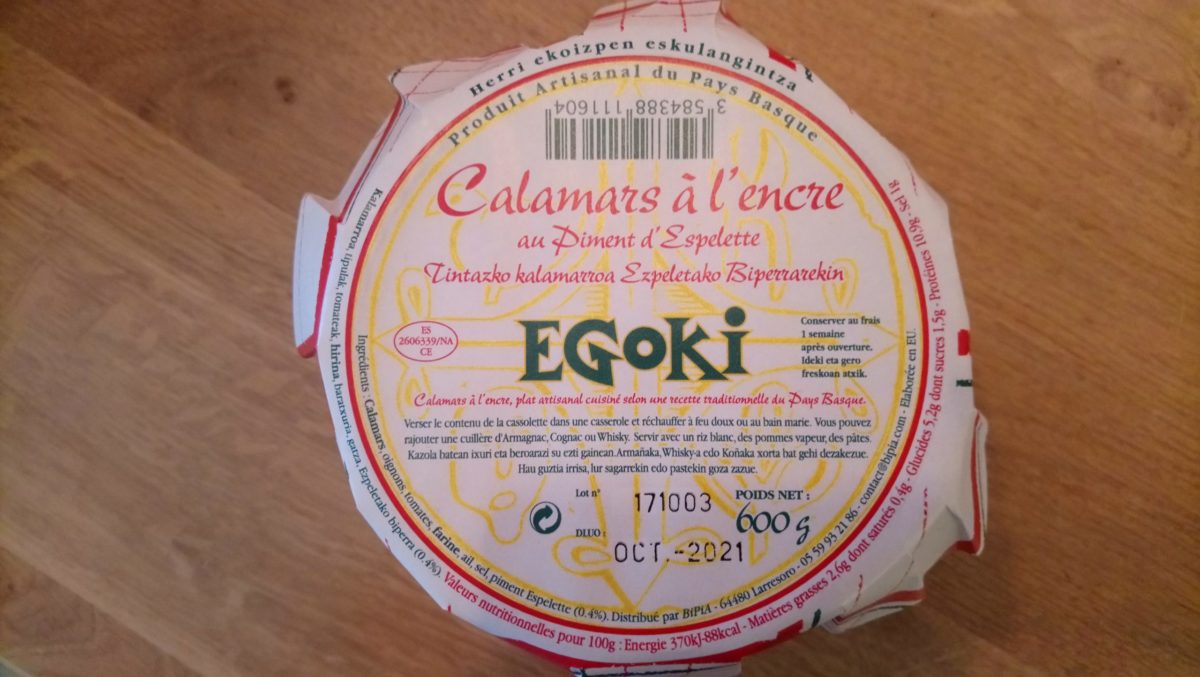 Herri ekoizpen eskulangintza
Produit Artisanal du Pays Basque
3 584388 111604
Calamars à l'encre
au Piment d'Espelette
Tintazko kalamarroa Ezpeletako Biperrarekin
ES
2606339/NA
CE
EGOKI
Conserver au frais
1 semaine
après ouverture.
Ideki eta gero
freskoan atxik.
Calamars à l'encre, plat artisanal cuisiné selon une recette traditionnelle du Pays Basque.
Verser le contenu de la cassolette dans une casserole et réchauffer à feu doux ou au bain marie. Vous pouvez
rajouter une cuillère d'Armagnac, Cognac ou Whisky. Servir avec un riz blanc, des pommes vapeur, des pâtes.
Kazola batean ixuri eta beroarazi su ezti gainean. Armañaka, Whisky-a edo Koñaka xorta bat gehi dezakezue.
Hau guztia irrisa, lur sagarrekin edo pastekin goza zazue.
Lot n° 171003
DLUO : OCT.-2021
POIDS NET :
600 g
Ingrédients : Calamars, oignons, tomates, farine, ail, sel, piment Espelette (0,4%). Distribué par BiPiA - 64480 Larresoro - 05 59 93 21 86 - contact@bipia.com - Elaborée en EU.
Kalamarroa, tipulak, tomateak, hirina, baratxuria, gatza, Ezpeletako biperra (0,4%). Valeurs nutritionnelles pour 100g : Energie 370kJ-88kcal - Matières grasses 2,6g dont saturés 0,4g - Glucides 5,2g dont sucres 1,5g - Protéines 10,9g - Sel 1g